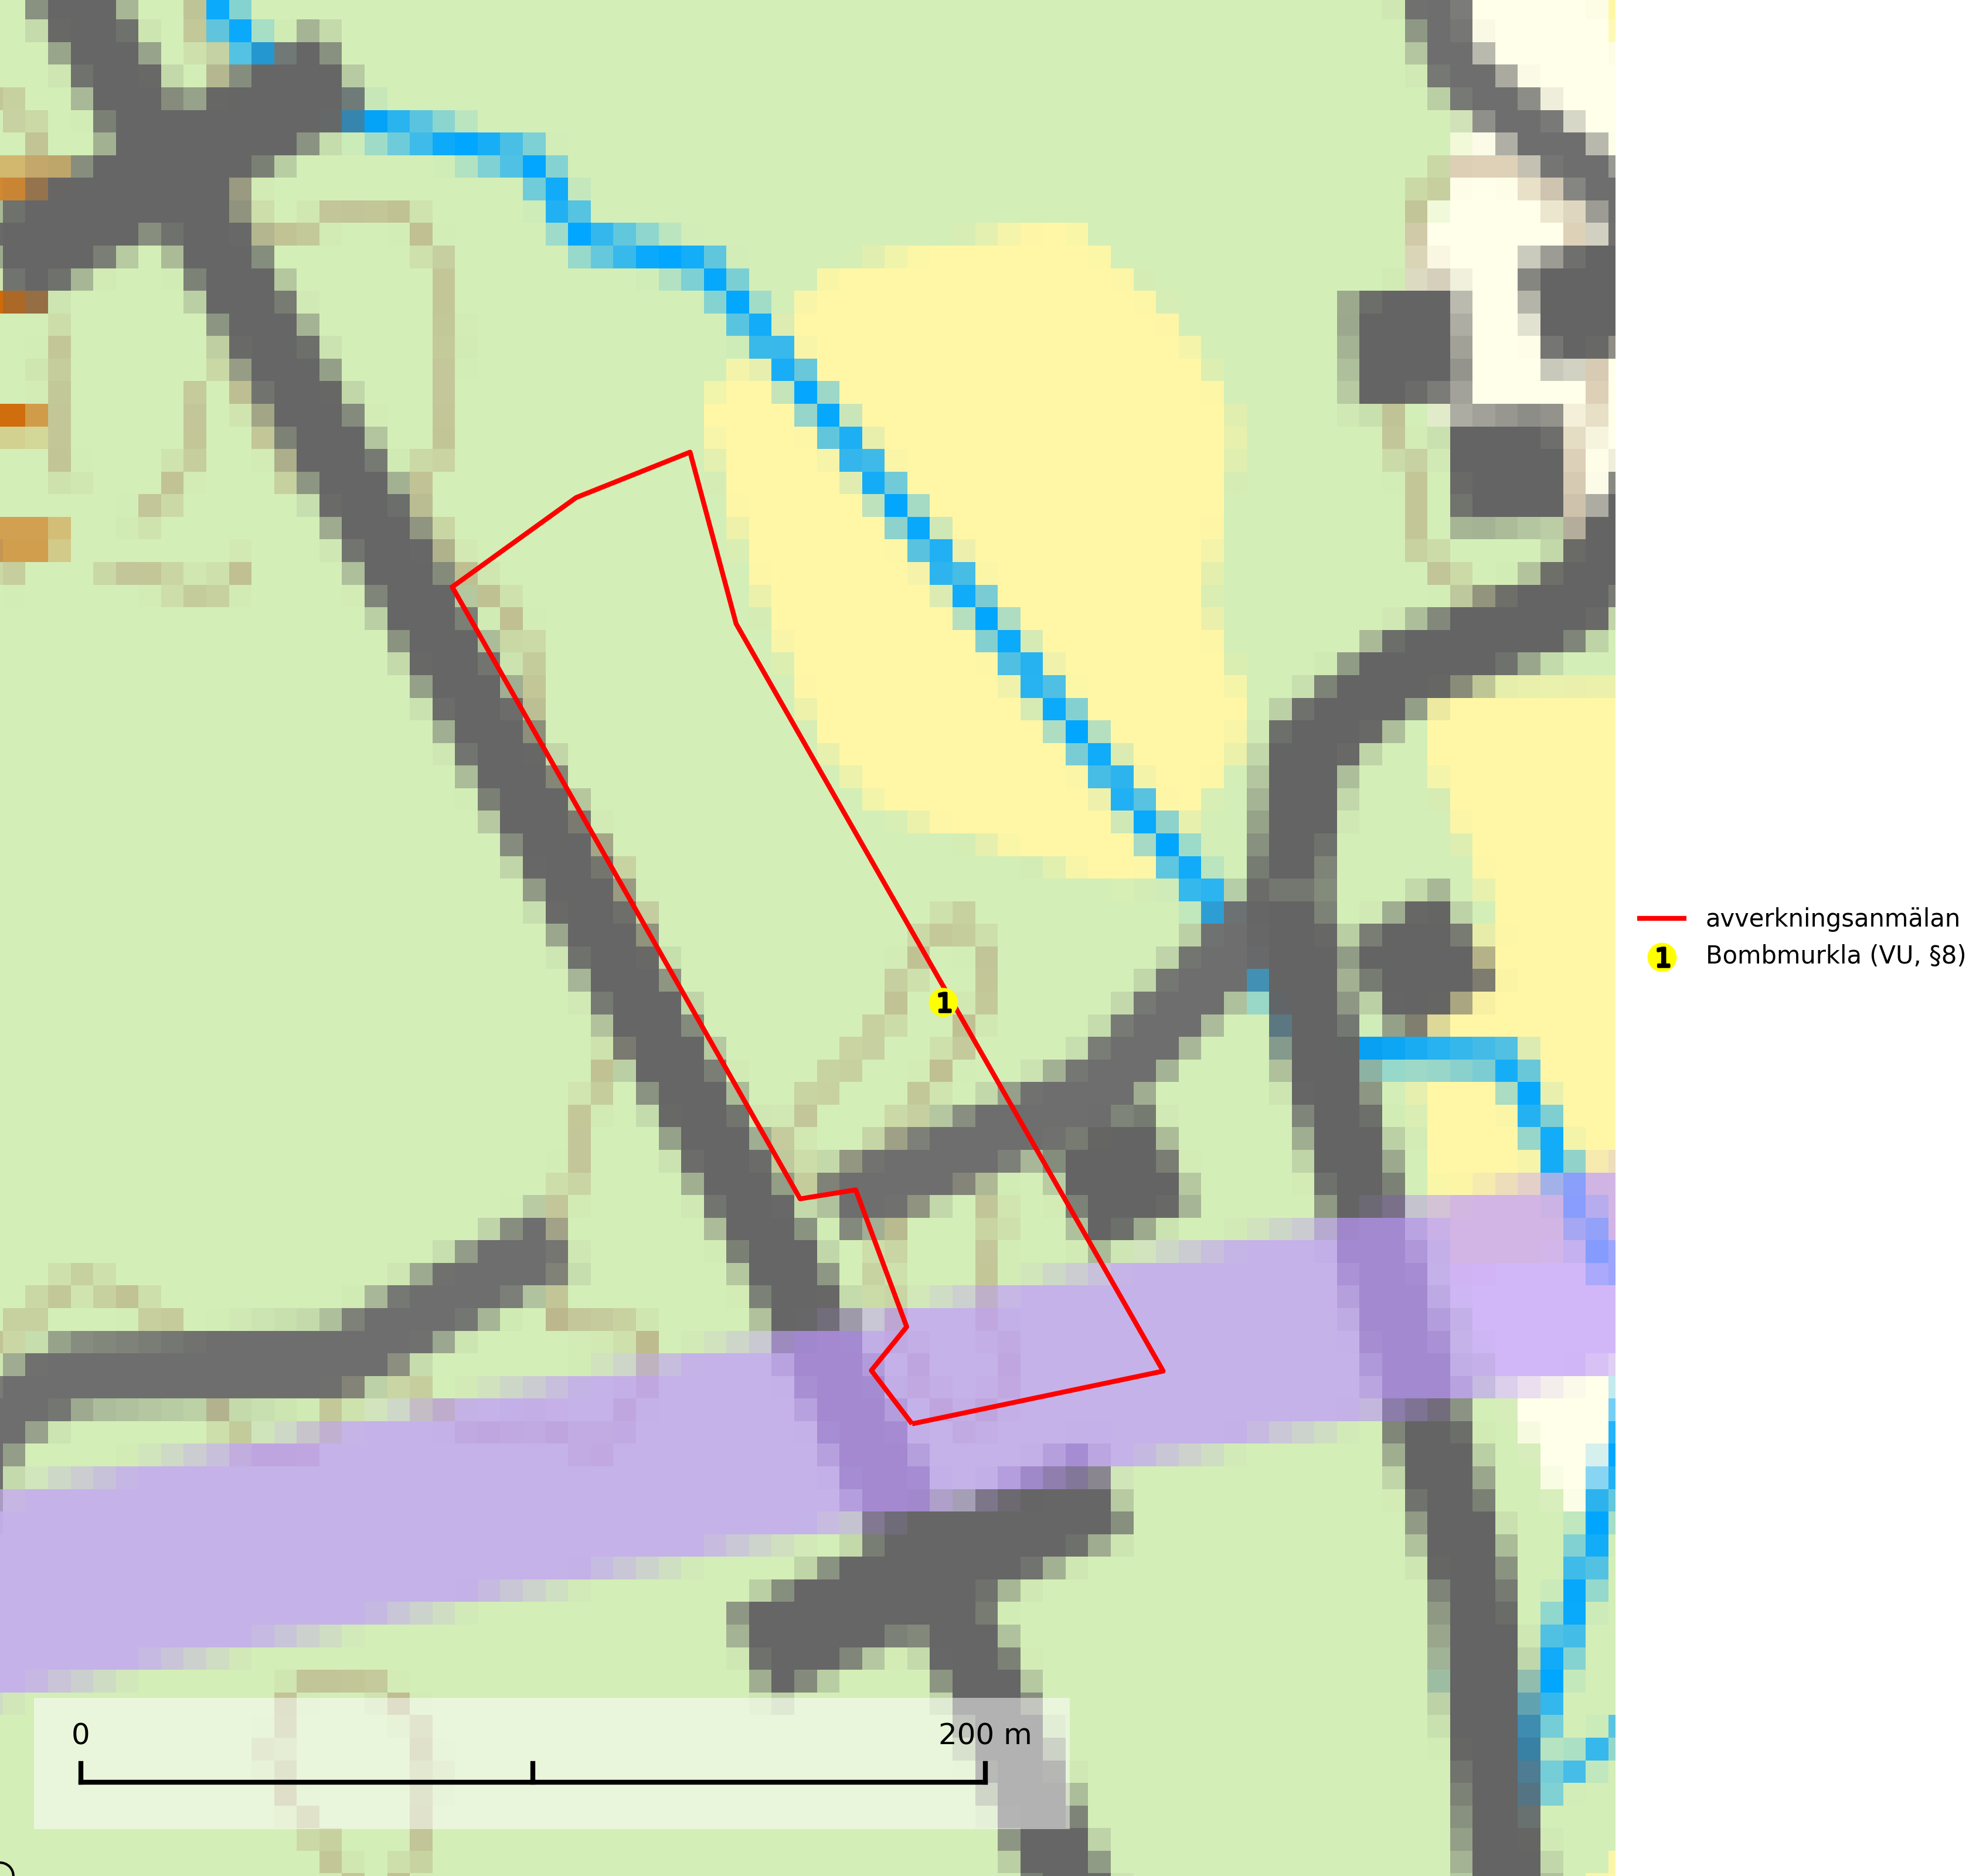 avverkningsanmälan
1 Bombmurkla (VU, §8)
1
0 200 m